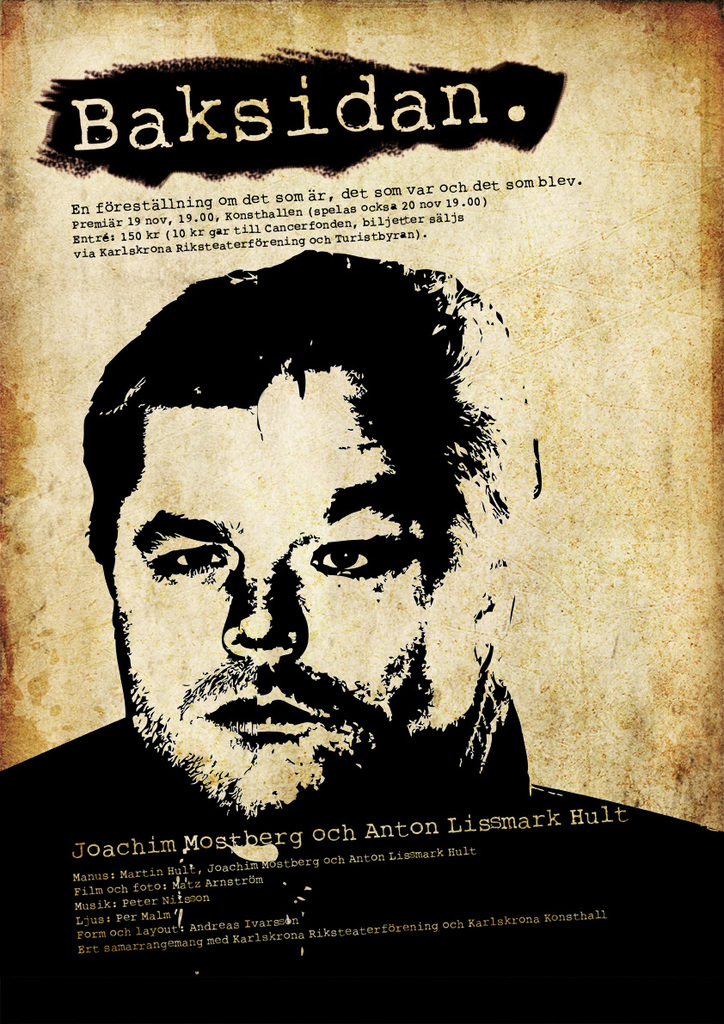 Baksidan.
En föreställning om det som är, det som var och det som blev.
Premiär 19 nov, 19.00, Konsthallen (spelas också 20 nov 19.00)
Entré: 150 kr (10 kr gar till Cancerfonden, biljetter säljs
via Karlskrona Riksteaterförening och Turistbyran).
Joachim Mostberg och Anton Lissmark Hult
Manus: Martin Hult, Joachim Mostberg och Anton Lissmark Hult
Film och foto: Matz Arnström
Musik: Peter Nilsson
Ljus: Per Malm
Form och layout: Andreas Ivarsson
Ert samarrangemang med Karlskrona Riksteaterförening och Karlskrona Konsthall